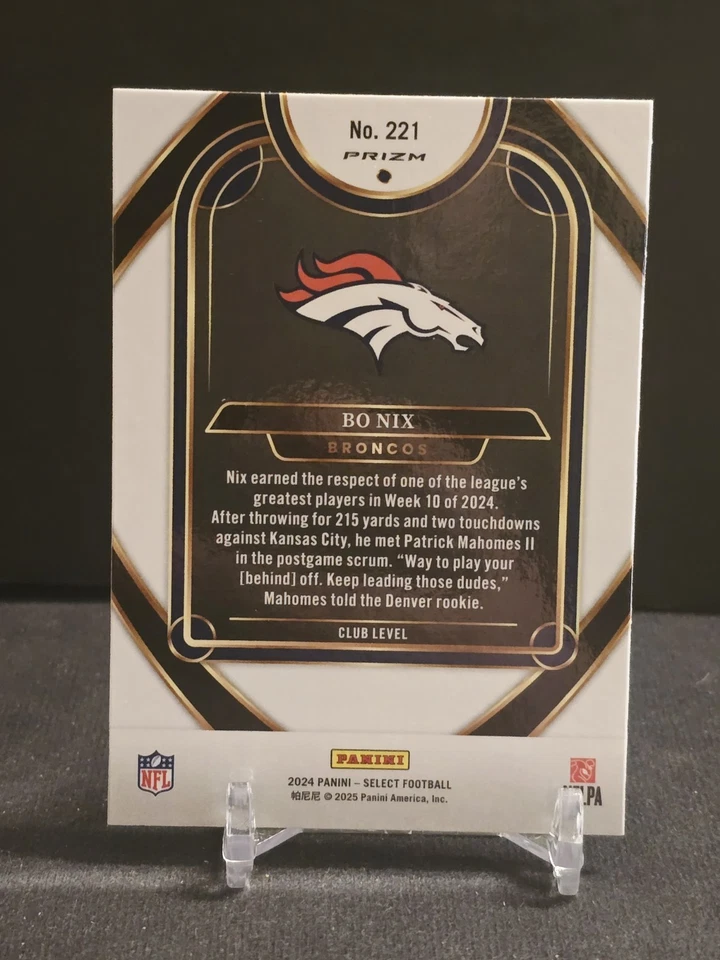 No. 221
PRIZM
BO NIX
BRONCOS
Nix earned the respect of one of the league's
greatest players in Week 10 of 2024.
After throwing for 215 yards and two touchdowns
against Kansas City, he met Patrick Mahomes II
in the postgame scrum. “Way to play your
[behind] off. Keep leading those dudes,”
Mahomes told the Denver rookie.
CLUB LEVEL
NFL
PANINI
2024 PANINI – SELECT FOOTBALL
帕尼尼 © 2025 Panini America, Inc.
NFLPA